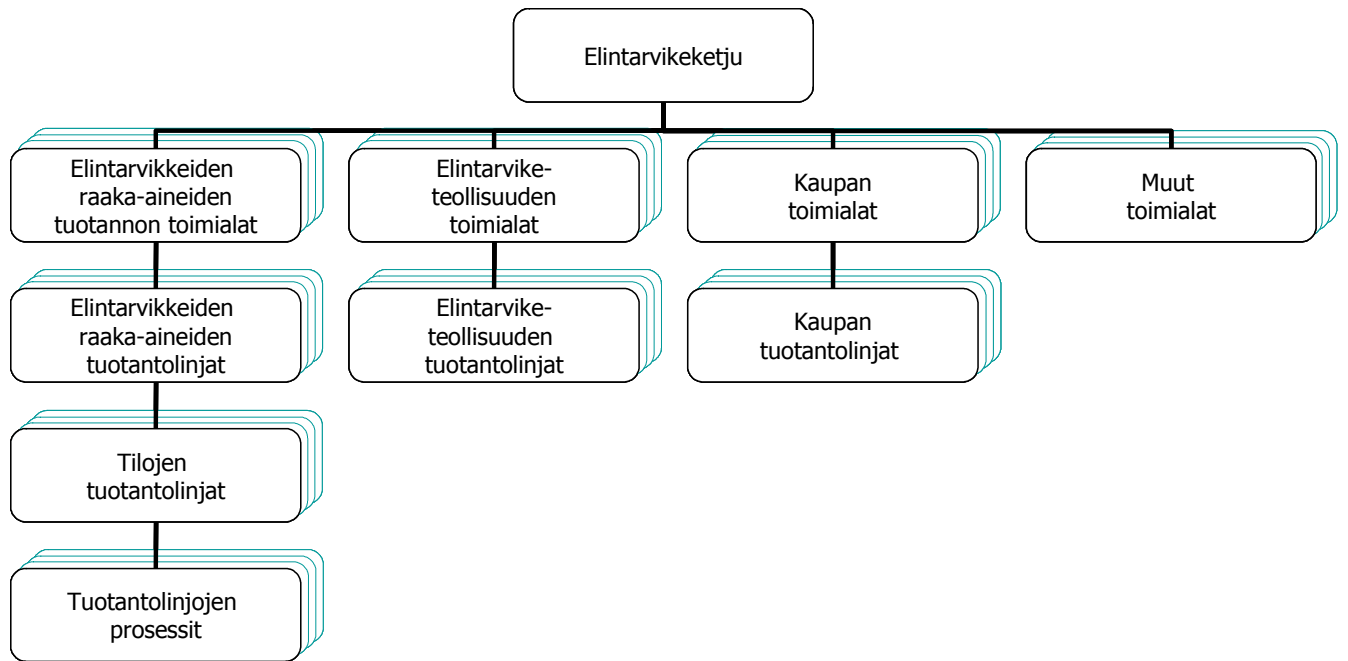 Elintarvikeketju
Elintarvikkeiden
raaka-aineiden
tuotannon toimialat
Elintarvike-
teollisuuden
toimialat
Kaupan
toimialat
Muut
toimialat
Elintarvikkeiden
raaka-aineiden
tuotantolinjat
Elintarvike-
teollisuuden
tuotantolinjat
Kaupan
tuotantolinjat
Tilojen
tuotantolinjat
Tuotantolinjojen
prosessit